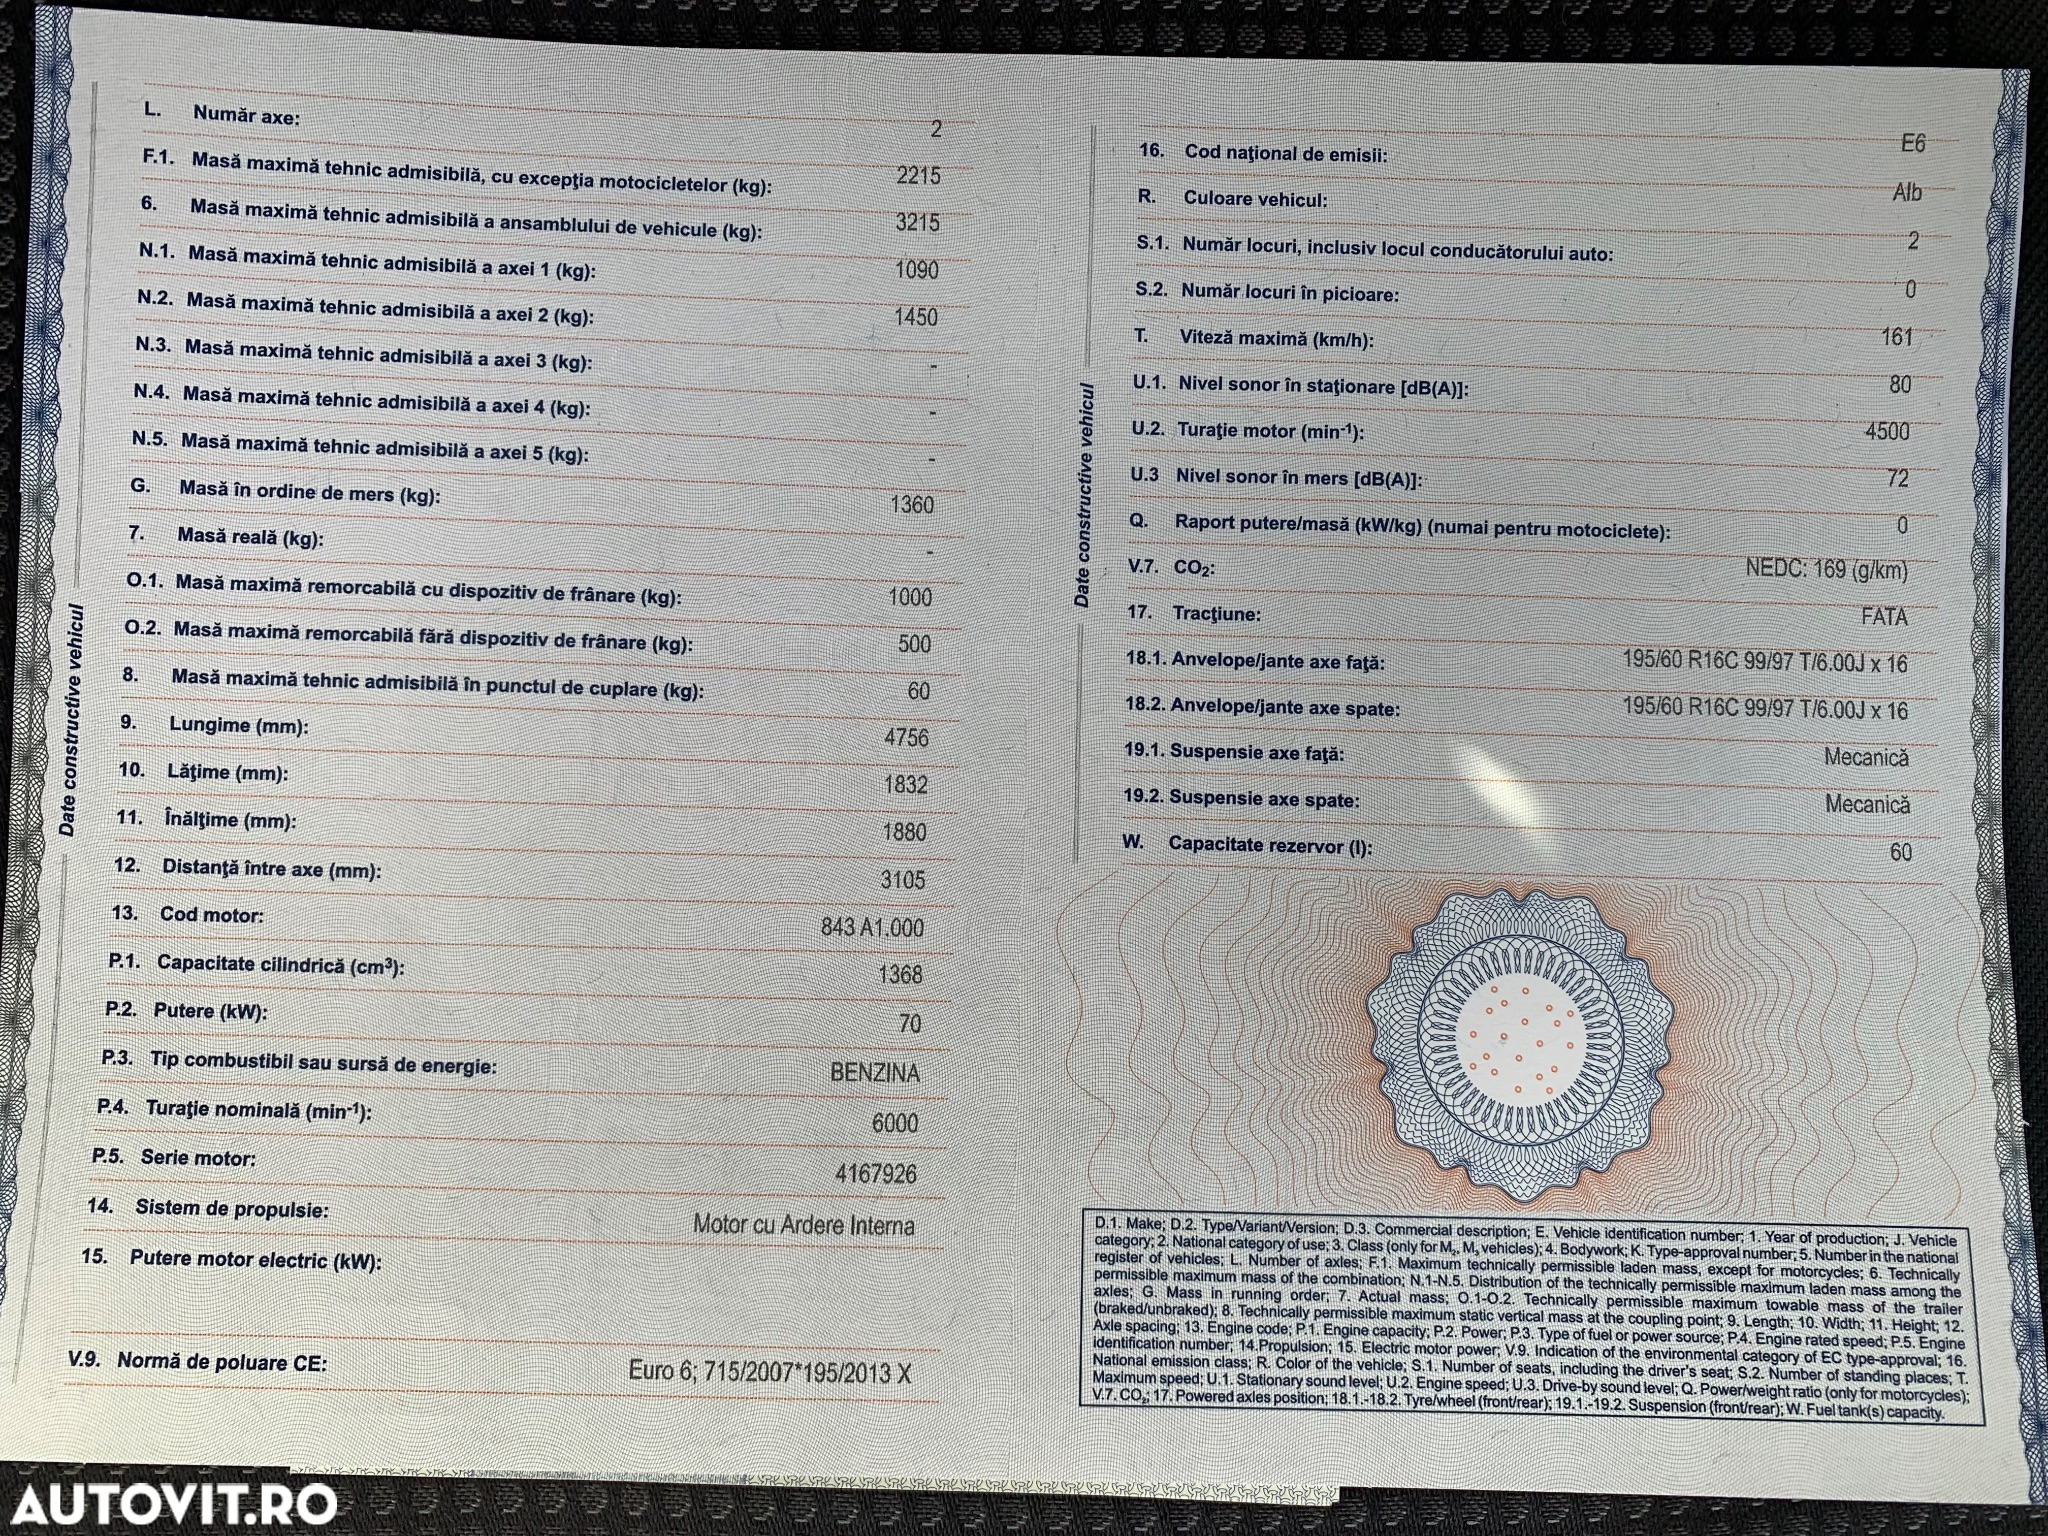 L. Număr axe: 2
F.1. Masă maximă tehnic admisibilă, cu excepţia motocicletelor (kg): 2215
6. Masă maximă tehnic admisibilă a ansamblului de vehicule (kg): 3215
N.1. Masă maximă tehnic admisibilă a axei 1 (kg): 1090
N.2. Masă maximă tehnic admisibilă a axei 2 (kg): 1450
N.3. Masă maximă tehnic admisibilă a axei 3 (kg): -
N.4. Masă maximă tehnic admisibilă a axei 4 (kg): -
N.5. Masă maximă tehnic admisibilă a axei 5 (kg): -
G. Masă în ordine de mers (kg): 1360
7. Masă reală (kg): -
O.1. Masă maximă remorcabilă cu dispozitiv de frânare (kg): 1000
O.2. Masă maximă remorcabilă fără dispozitiv de frânare (kg): 500
8. Masă maximă tehnic admisibilă în punctul de cuplare (kg): 60
9. Lungime (mm): 4756
10. Lăţime (mm): 1832
11. Înălţime (mm): 1880
12. Distanţă între axe (mm): 3105
13. Cod motor: 843 A1.000
P.1. Capacitate cilindrică (cm³): 1368
P.2. Putere (kW): 70
P.3. Tip combustibil sau sursă de energie: BENZINA
P.4. Turaţie nominală (min⁻¹): 6000
P.5. Serie motor: 4167926
14. Sistem de propulsie: Motor cu Ardere Interna
15. Putere motor electric (kW):
V.9. Normă de poluare CE: Euro 6; 715/2007*195/2013 X
Date constructive vehicul
16. Cod naţional de emisii: E6
R. Culoare vehicul: Alb
S.1. Număr locuri, inclusiv locul conducătorului auto: 2
S.2. Număr locuri în picioare: 0
T. Viteză maximă (km/h): 161
U.1. Nivel sonor în staţionare [dB(A)]: 80
U.2. Turaţie motor (min⁻¹): 4500
U.3 Nivel sonor în mers [dB(A)]: 72
Q. Raport putere/masă (kW/kg) (numai pentru motociclete): 0
V.7. CO₂: NEDC: 169 (g/km)
17. Tracţiune: FATA
18.1. Anvelope/jante axe faţă: 195/60 R16C 99/97 T/6.00J x 16
18.2. Anvelope/jante axe spate: 195/60 R16C 99/97 T/6.00J x 16
19.1. Suspensie axe faţă: Mecanică
19.2. Suspensie axe spate: Mecanică
W. Capacitate rezervor (l): 60
Date constructive vehicul
D.1. Make; D.2. Type/Variant/Version; D.3. Commercial description; E. Vehicle identification number; 1. Year of production; J. Vehicle
category; 2. National category of use; 3. Class (only for M₂, M₃ vehicles); 4. Bodywork; K. Type-approval number; 5. Number in the national
register of vehicles; L. Number of axles; F.1. Maximum technically permissible laden mass, except for motorcycles; 6. Technically
permissible maximum mass of the combination; N.1-N.5. Distribution of the technically permissible maximum laden mass among the
axles; G. Mass in running order; 7. Actual mass; O.1-O.2. Technically permissible maximum towable mass of the trailer
(braked/unbraked); 8. Technically permissible maximum static vertical mass at the coupling point; 9. Length; 10. Width; 11. Height; 12.
Axle spacing; 13. Engine code; P.1. Engine capacity; P.2. Power; P.3. Type of fuel or power source; P.4. Engine rated speed; P.5. Engine
identification number; 14.Propulsion; 15. Electric motor power; V.9. Indication of the environmental category of EC type-approval; 16.
National emission class; R. Color of the vehicle; S.1. Number of seats, including the driver's seat; S.2. Number of standing places; T.
Maximum speed; U.1. Stationary sound level; U.2. Engine speed; U.3. Drive-by sound level; Q. Power/weight ratio (only for motorcycles);
V.7. CO₂; 17. Powered axles position; 18.1.-18.2. Tyre/wheel (front/rear); 19.1.-19.2. Suspension (front/rear); W. Fuel tank(s) capacity.
AUTOVIT.RO